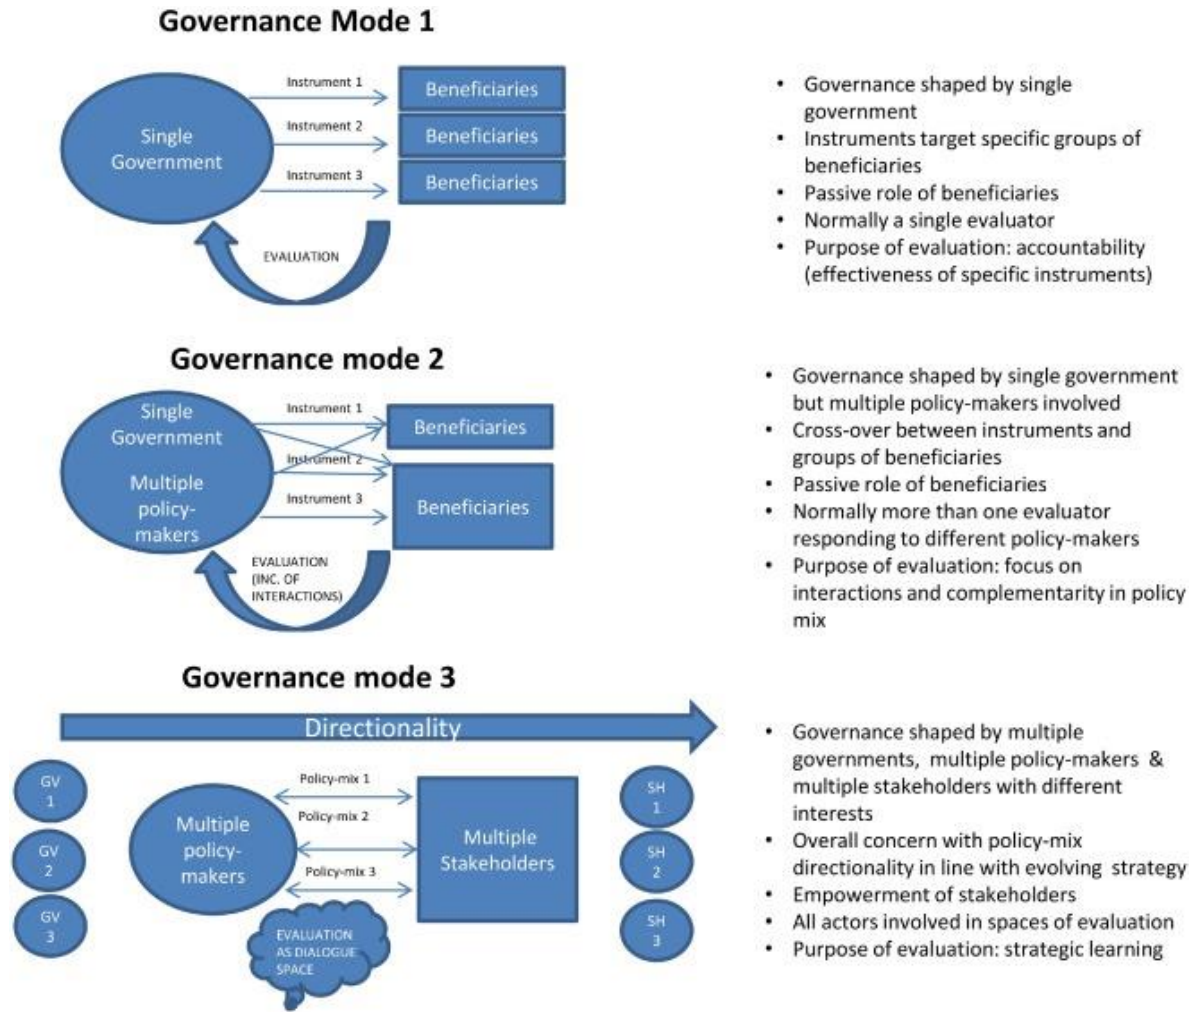 Governance Mode 1
Instrument 1
Instrument 2
Instrument 3
Single
Government
Beneficiaries
Beneficiaries
Beneficiaries
EVALUATION
• Governance shaped by single
government
• Instruments target specific groups of
beneficiaries
• Passive role of beneficiaries
• Normally a single evaluator
• Purpose of evaluation: accountability
(effectiveness of specific instruments)
Governance mode 2
Single
Government
Multiple
policy-
makers
Instrument 1
Instrument 2
Instrument 3
Beneficiaries
Beneficiaries
EVALUATION
(INC. OF
INTERACTIONS)
• Governance shaped by single government
but multiple policy-makers involved
• Cross-over between instruments and
groups of beneficiaries
• Passive role of beneficiaries
• Normally more than one evaluator
responding to different policy-makers
• Purpose of evaluation: focus on
interactions and complementarity in policy
mix
Governance mode 3
Directionality
GV
1
GV
2
GV
3
Multiple
policy-
makers
Policy-mix 1
Policy-mix 2
Policy-mix 3
Multiple
Stakeholders
SH
1
SH
2
SH
3
EVALUATION
AS DIALOGUE
SPACE
• Governance shaped by multiple
governments, multiple policy-makers &
multiple stakeholders with different
interests
• Overall concern with policy-mix
directionality in line with evolving strategy
• Empowerment of stakeholders
• All actors involved in spaces of evaluation
• Purpose of evaluation: strategic learning